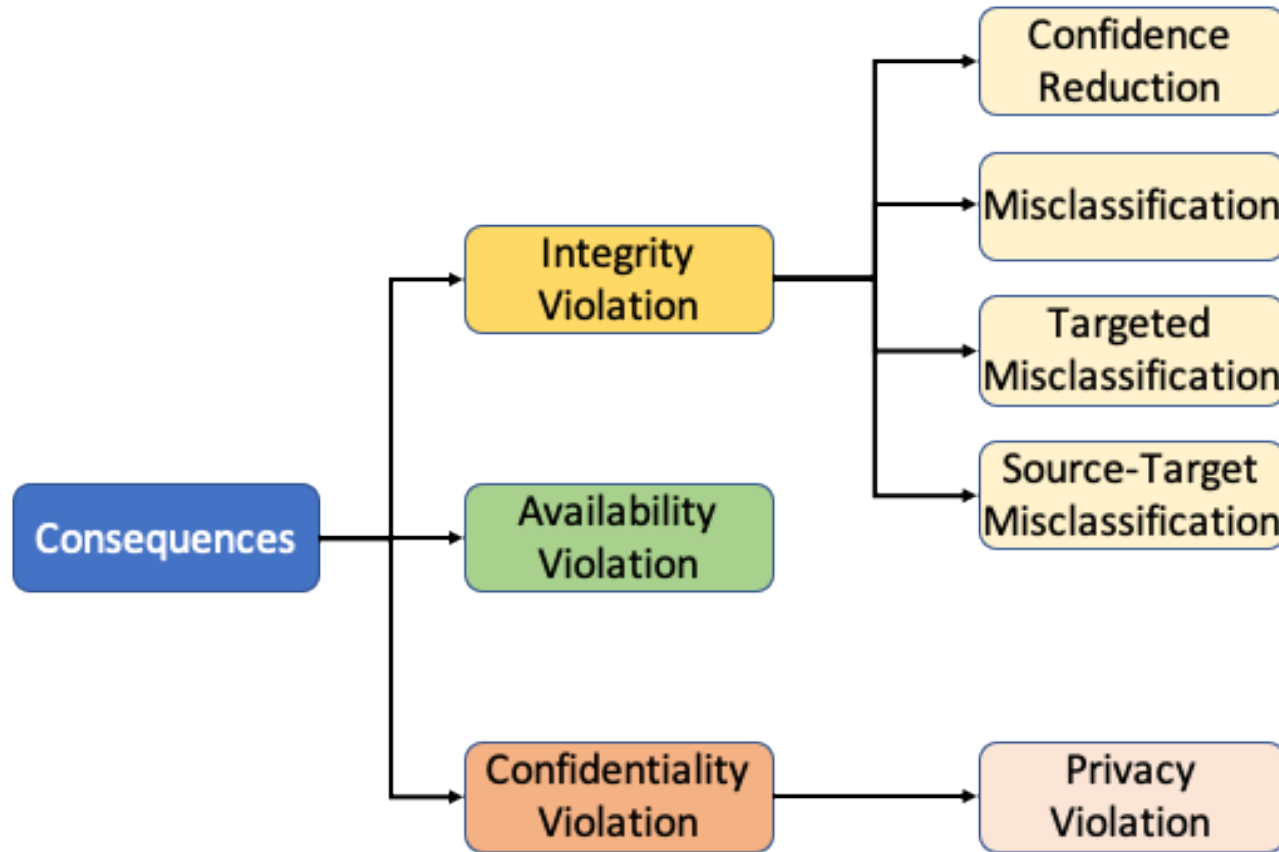 Confidence
Reduction
Misclassification
Integrity
Violation
Targeted
Misclassification
Source-Target
Misclassification
Consequences
Availability
Violation
Confidentiality
Violation
Privacy
Violation